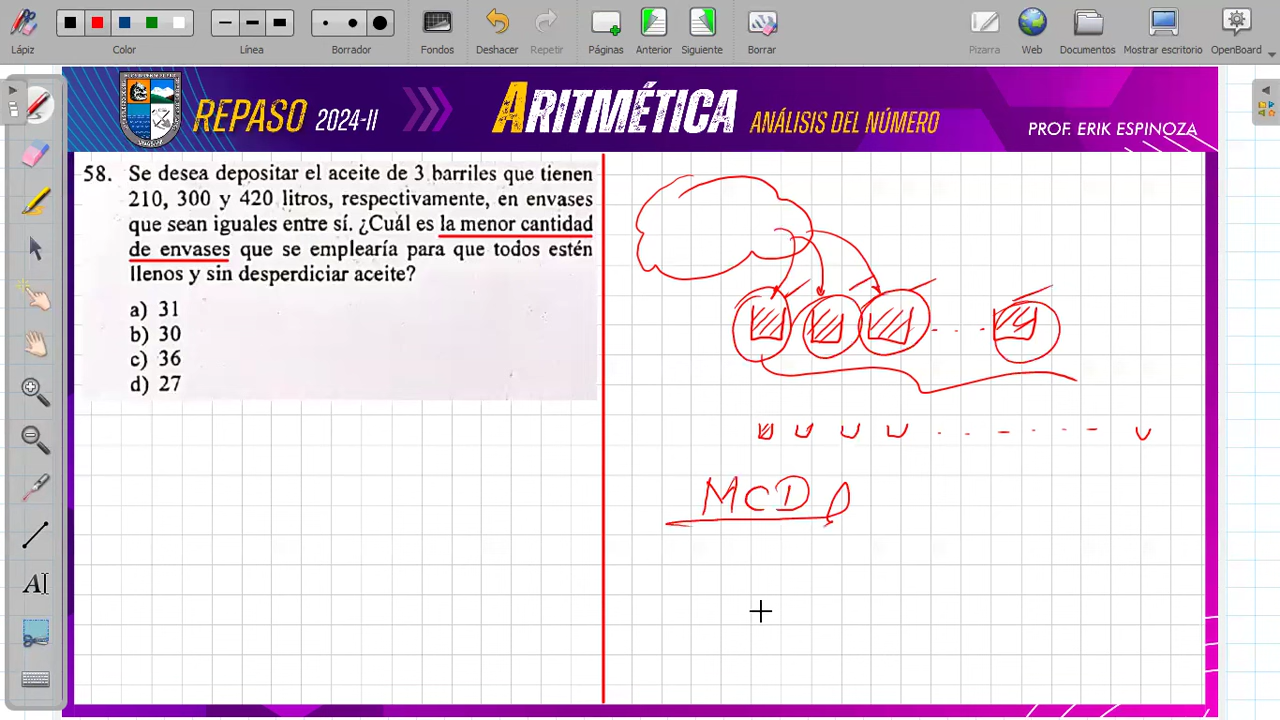 Lápiz
Color
Línea
Borrador
Fondos
Deshacer
Repetir
Páginas
Anterior
Siguiente
Borrar
Pizarra
Web
Documentos
Mostrar escritorio
OpenBoard
REPASO 2024-II
ARITMÉTICA
ANÁLISIS DEL NÚMERO
PROF. ERIK ESPINOZA
58. Se desea depositar el aceite de 3 barriles que tienen
210, 300 y 420 litros, respectivamente, en envases
que sean iguales entre sí. ¿Cuál es la menor cantidad
de envases que se emplearía para que todos estén
llenos y sin desperdiciar aceite?
a) 31
b) 30
c) 36
d) 27
MCD